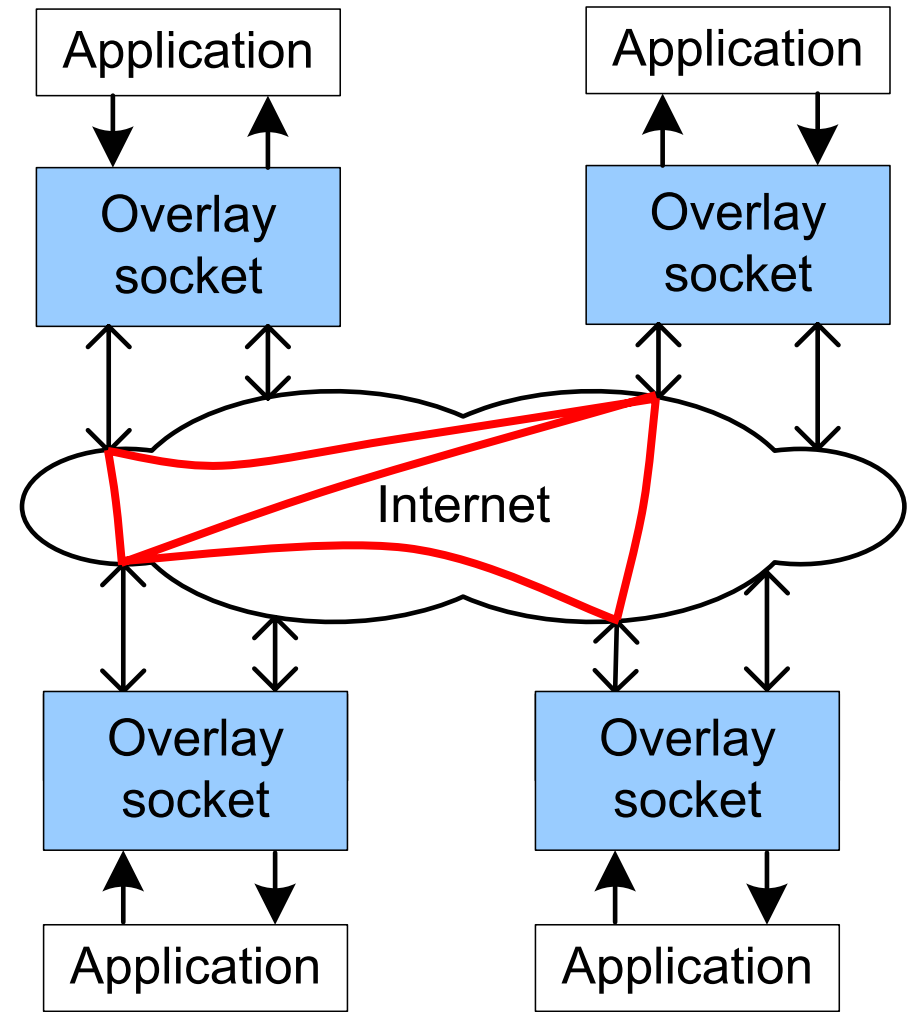 Application
Application
Overlay
socket
Overlay
socket
Internet
Overlay
socket
Overlay
socket
Application
Application